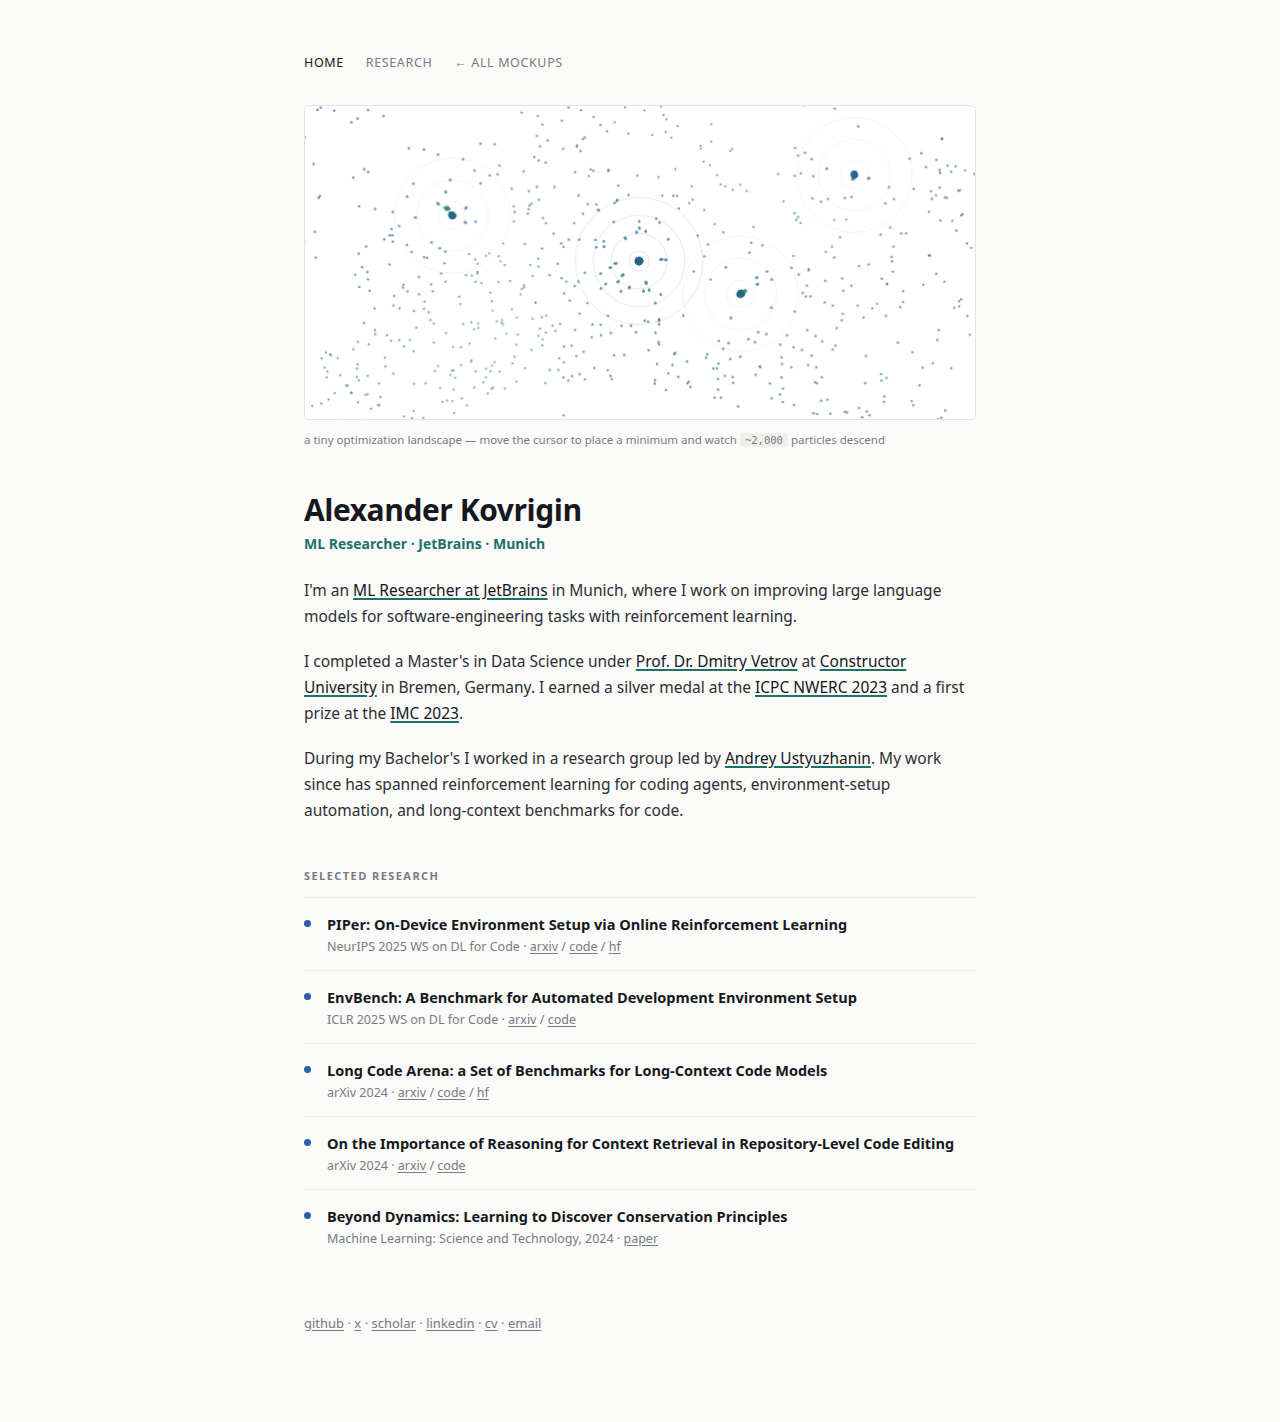 HOME RESEARCH ← ALL MOCKUPS
a tiny optimization landscape — move the cursor to place a minimum and watch ~2,000 particles descend
Alexander Kovrigin
ML Researcher · JetBrains · Munich
I'm an ML Researcher at JetBrains in Munich, where I work on improving large language
models for software-engineering tasks with reinforcement learning.
I completed a Master's in Data Science under Prof. Dr. Dmitry Vetrov at Constructor
University in Bremen, Germany. I earned a silver medal at the ICPC NWERC 2023 and a first
prize at the IMC 2023.
During my Bachelor's I worked in a research group led by Andrey Ustyuzhanin. My work
since has spanned reinforcement learning for coding agents, environment-setup
automation, and long-context benchmarks for code.
SELECTED RESEARCH
PIPer: On-Device Environment Setup via Online Reinforcement Learning
NeurIPS 2025 WS on DL for Code · arxiv / code / hf
EnvBench: A Benchmark for Automated Development Environment Setup
ICLR 2025 WS on DL for Code · arxiv / code
Long Code Arena: a Set of Benchmarks for Long-Context Code Models
arXiv 2024 · arxiv / code / hf
On the Importance of Reasoning for Context Retrieval in Repository-Level Code Editing
arXiv 2024 · arxiv / code
Beyond Dynamics: Learning to Discover Conservation Principles
Machine Learning: Science and Technology, 2024 · paper
github · x · scholar · linkedin · cv · email